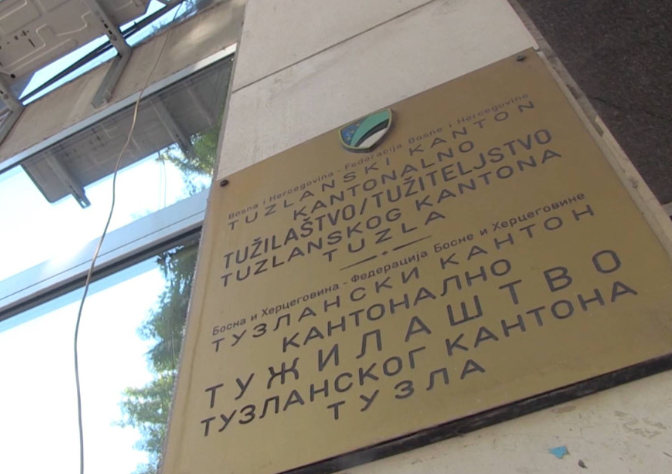 Bosna i Hercegovina - Federacija Bosne i Hercegovine
TUZLANSKI KANTON
KANTONALNO
TUŽILAŠTVO/TUŽITELJSTVO
TUZLANSKOG KANTONA
TUZLA
Босна и Херцеговина - Федерација Босне и Херцеговине
ТУЗЛАНСКИ КАНТОН
КАНТОНАЛНО
ТУЖИЛАШТВО
ТУЗЛАНСКОГ КАНТОНА
ТУЗЛА